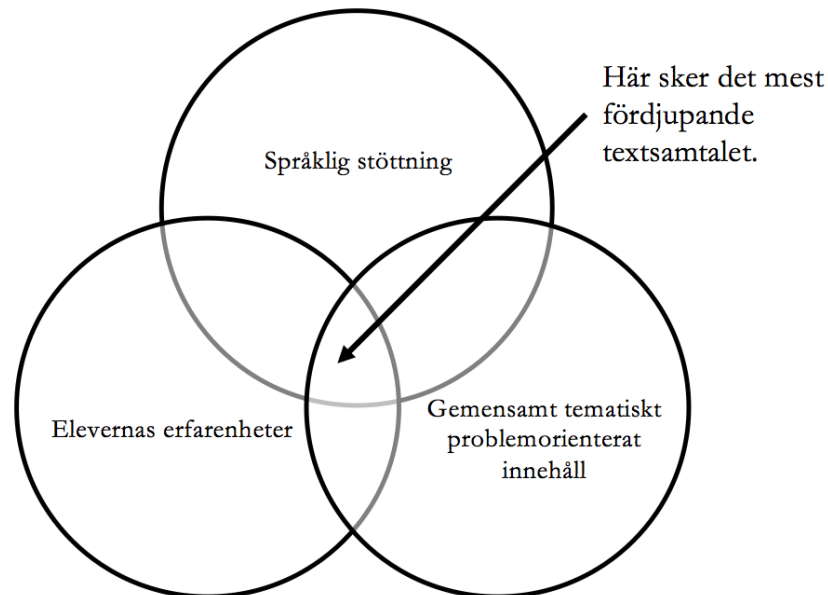 Här sker det mest
fördjupande
textsamtalet.
Språklig stöttning
Elevernas erfarenheter
Gemensamt tematiskt
problemorienterat
innehåll